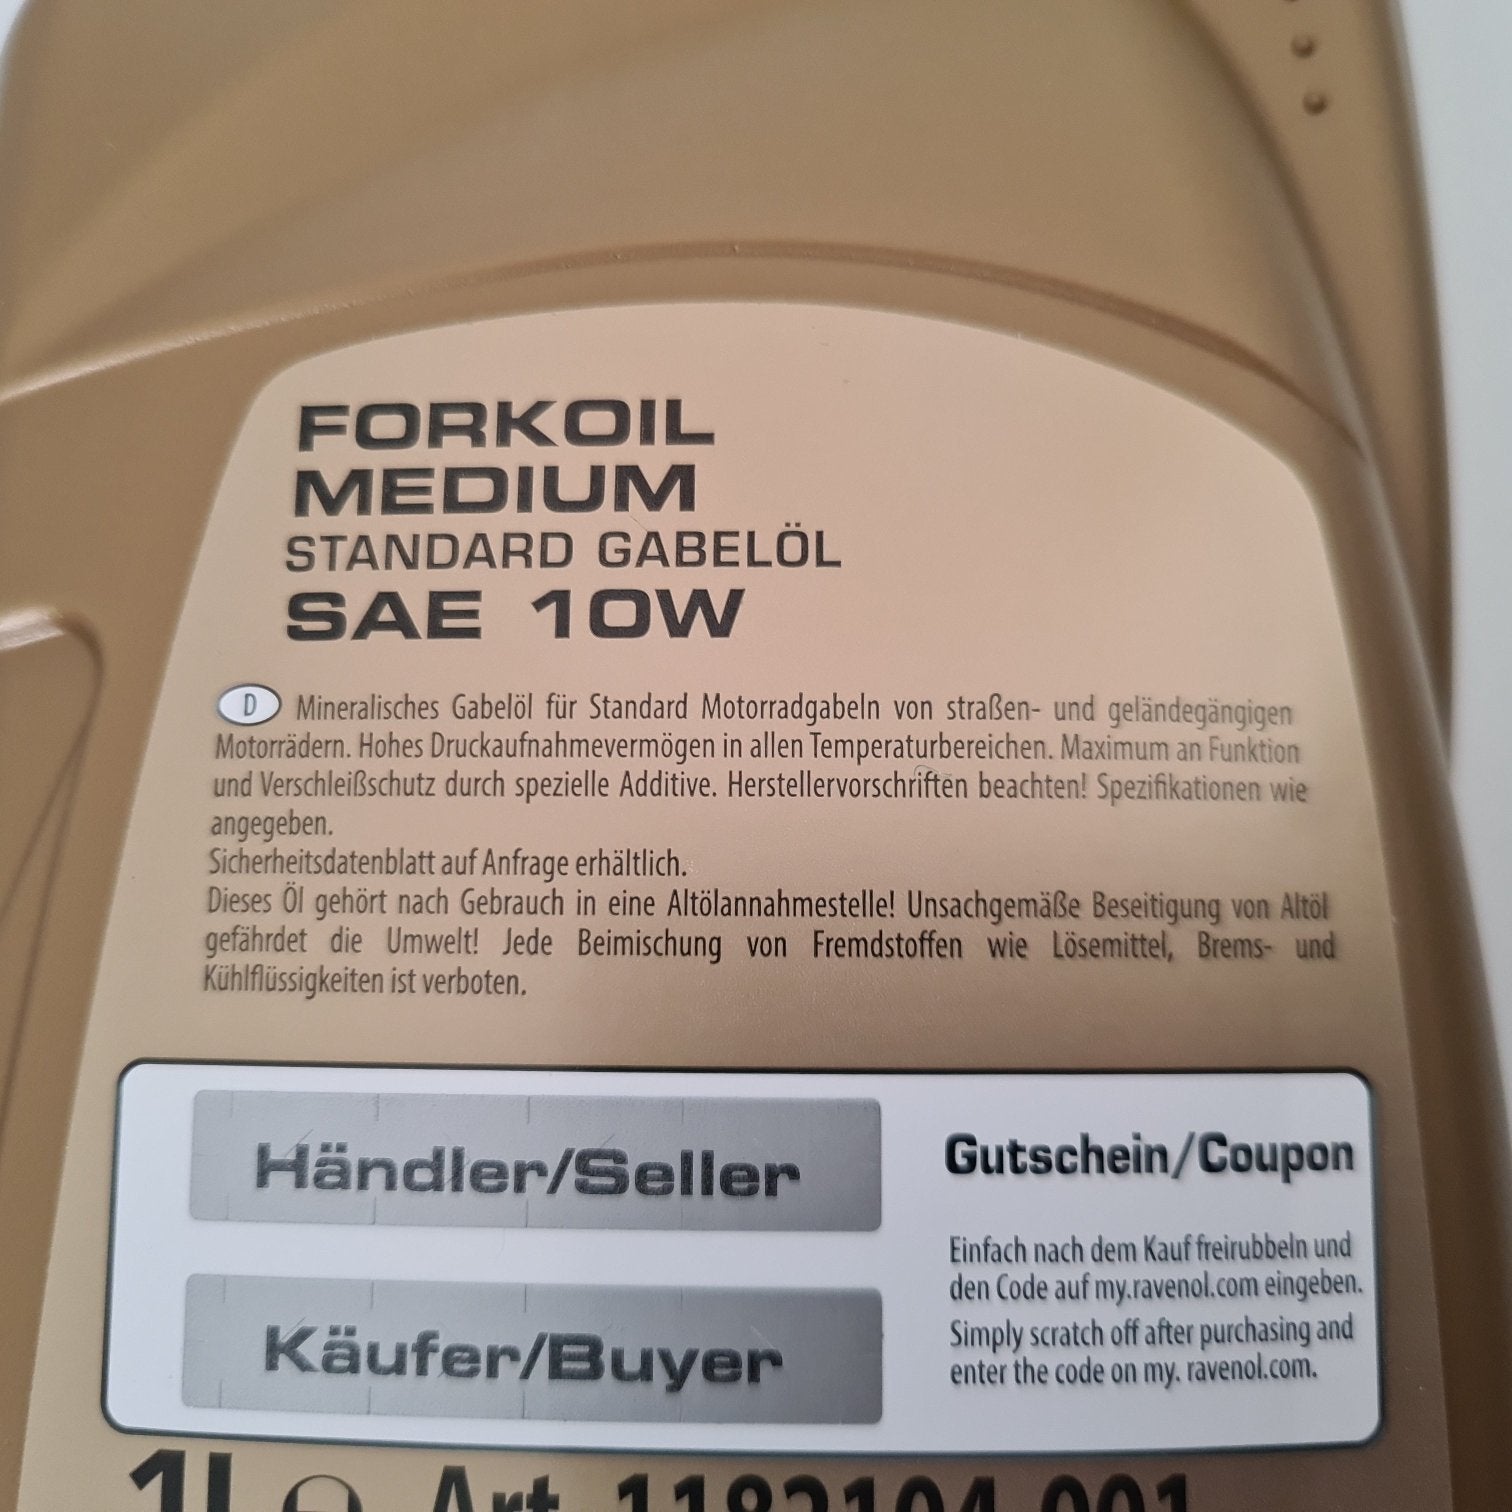 FORKOIL
MEDIUM
STANDARD GABELÖL
SAE 10W
D Mineralisches Gabelöl für Standard Motorradgabeln von straßen- und geländegängigen
Motorrädern. Hohes Druckaufnahmevermögen in allen Temperaturbereichen. Maximum an Funktion
und Verschleißschutz durch spezielle Additive. Herstellervorschriften beachten! Spezifikationen wie
angegeben.
Sicherheitsdatenblatt auf Anfrage erhältlich.
Dieses Öl gehört nach Gebrauch in eine Altölannahmestelle! Unsachgemäße Beseitigung von Altöl
gefährdet die Umwelt! Jede Beimischung von Fremdstoffen wie Lösemittel, Brems- und
Kühlflüssigkeiten ist verboten.
Händler/Seller
Käufer/Buyer
Gutschein/Coupon
Einfach nach dem Kauf freirubbeln und
den Code auf my.ravenol.com eingeben.
Simply scratch off after purchasing and
enter the code on my. ravenol.com.
1L ℮ Art. 1182104-001